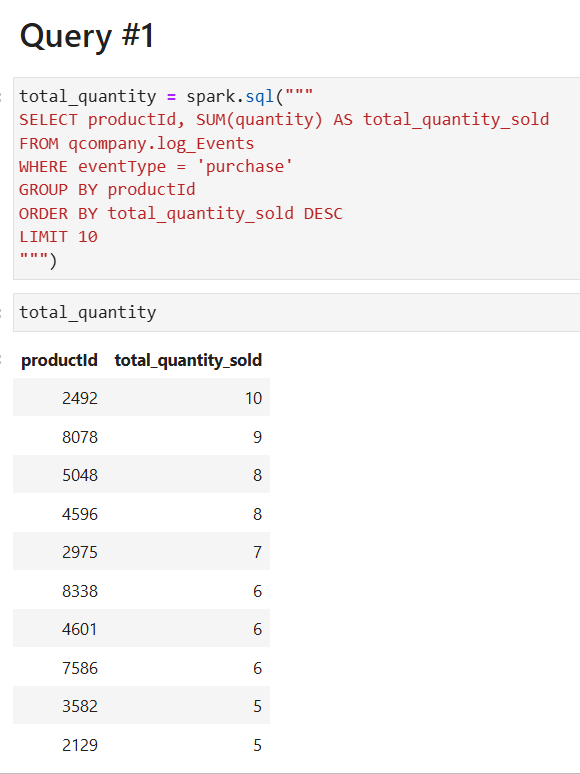 Query #1
total_quantity = spark.sql("""
SELECT productId, SUM(quantity) AS total_quantity_sold
FROM qcompany.log_Events
WHERE eventType = 'purchase'
GROUP BY productId
ORDER BY total_quantity_sold DESC
LIMIT 10
""")
total_quantity
productId total_quantity_sold
2492 10
8078 9
5048 8
4596 8
2975 7
8338 6
4601 6
7586 6
3582 5
2129 5